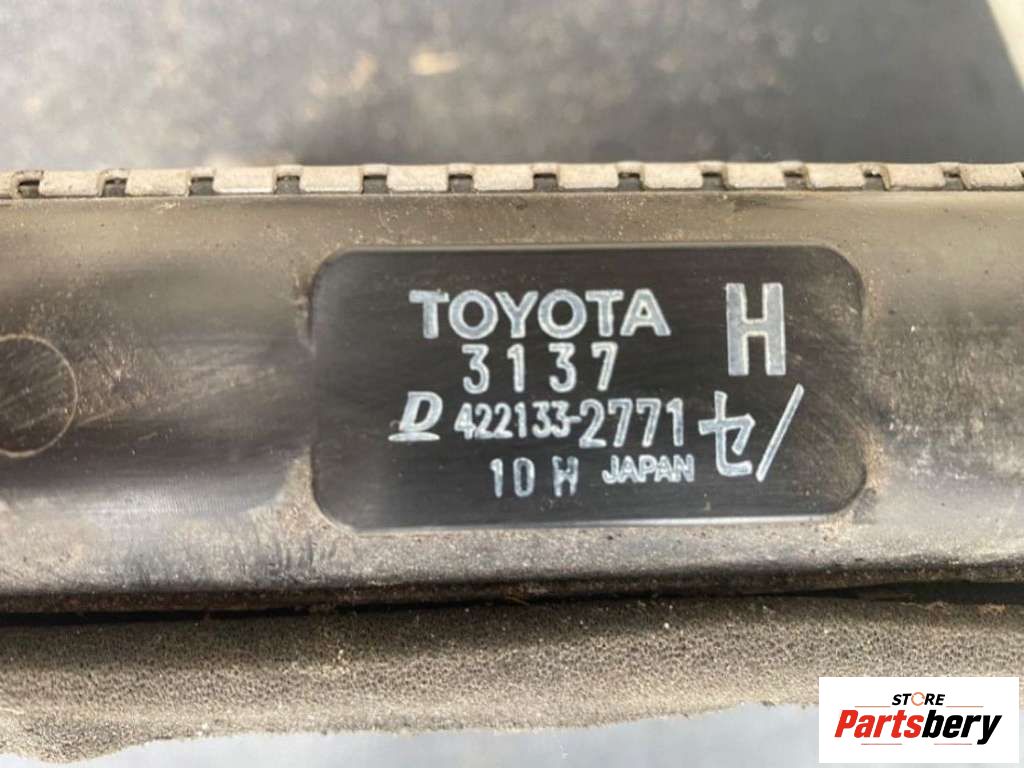 TOYOTA H
3137
D 422133-2771 セ/
10 H JAPAN
STORE
Partsbery